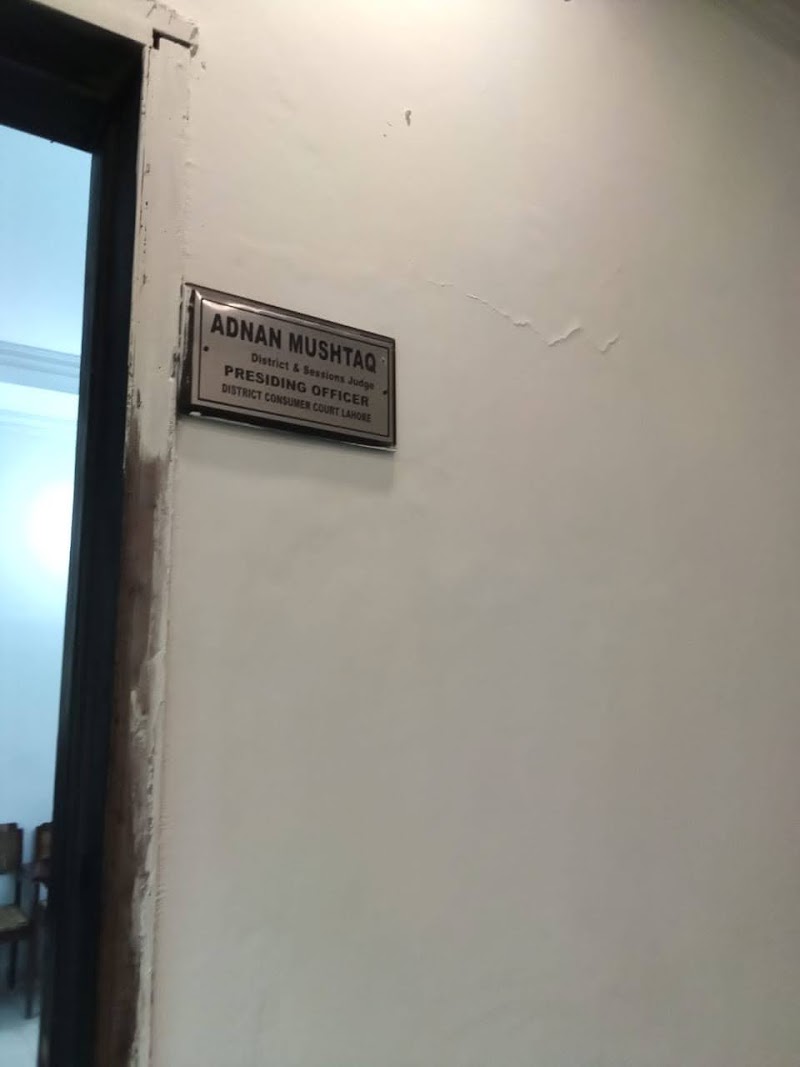 ADNAN MUSHTAQ
District & Sessions Judge
PRESIDING OFFICER
DISTRICT CONSUMER COURT LAHORE